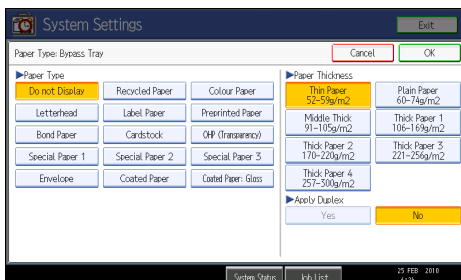 System Settings
Exit
Paper Type: Bypass Tray
Cancel
OK
▶Paper Type
Do not Display
Recycled Paper
Colour Paper
Letterhead
Label Paper
Preprinted Paper
Bond Paper
Cardstock
OHP (Transparency)
Special Paper 1
Special Paper 2
Special Paper 3
Envelope
Coated Paper
Coated Paper: Gloss
▶Paper Thickness
Thin Paper
52-59g/m2
Plain Paper
60-74g/m2
Middle Thick
91-105g/m2
Thick Paper 1
106-169g/m2
Thick Paper 2
170-220g/m2
Thick Paper 3
221-256g/m2
Thick Paper 4
257-300g/m2
▶Apply Duplex
Yes
No
System Status
Job List
25 FEB 2010